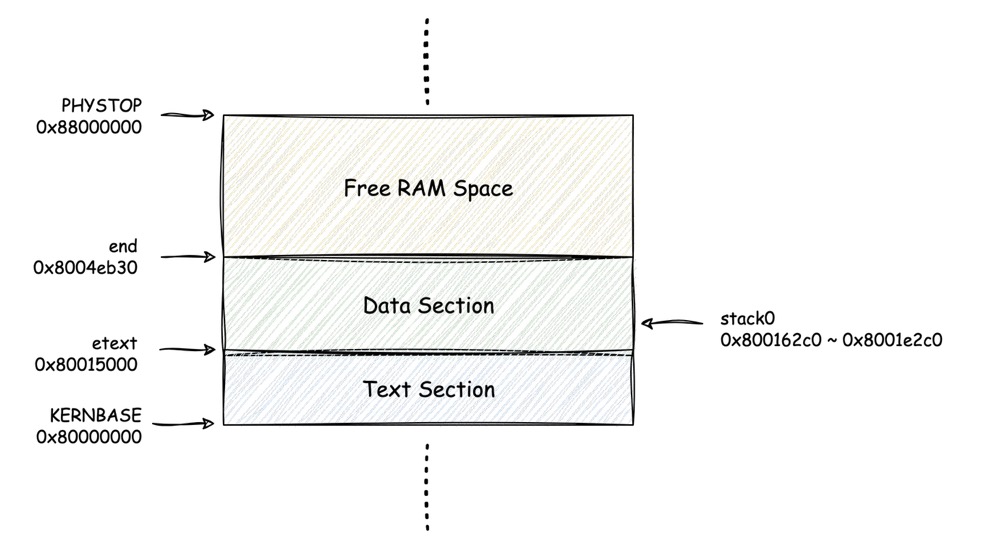 PHYSTOP
0x88000000
Free RAM Space
end
0x8004eb30
Data Section
stack0
0x800162c0 ~ 0x8001e2c0
etext
0x80015000
Text Section
KERNBASE
0x80000000